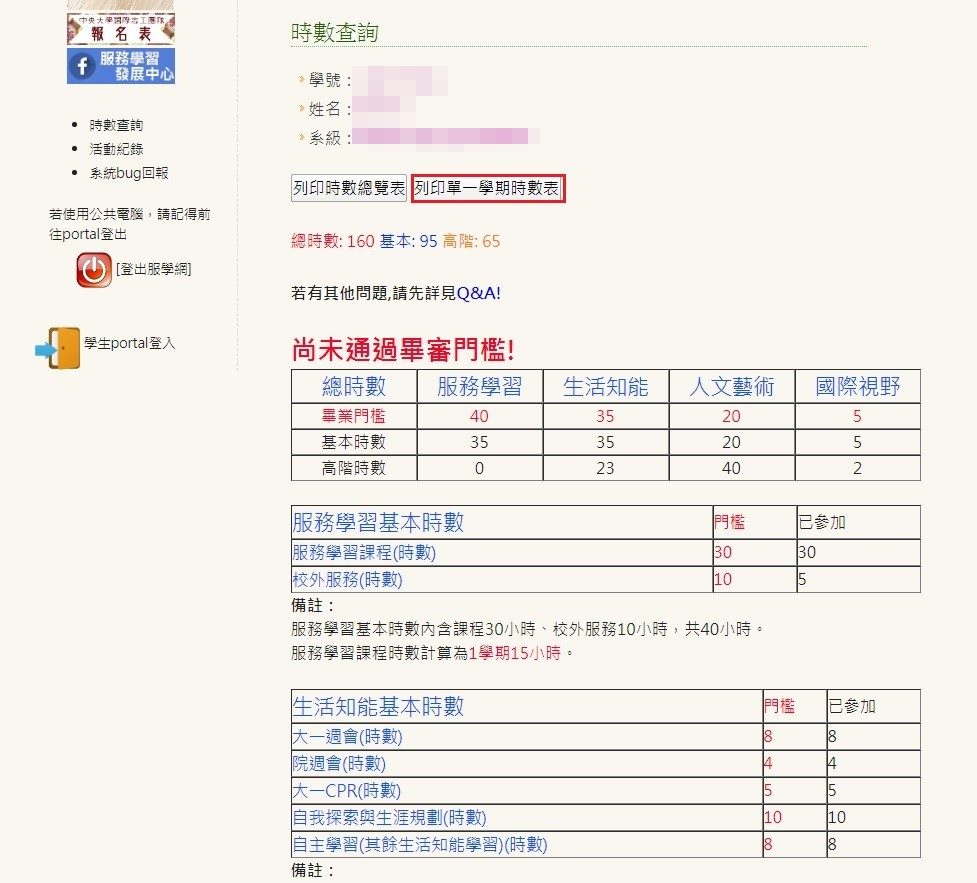 中央大學國際志工團隊
報名表
服務學習
發展中心
時數查詢
活動紀錄
系統bug回報
若使用公共電腦，請記得前
往portal登出
[登出服學網]
學生portal登入
時數查詢
學號：
姓名：
系級：
列印時數總覽表 列印單一學期時數表
總時數: 160 基本: 95 高階: 65
若有其他問題,請先詳見Q&A!
尚未通過畢審門檻!
總時數 服務學習 生活知能 人文藝術 國際視野
畢業門檻 40 35 20 5
基本時數 35 35 20 5
高階時數 0 23 40 2
服務學習基本時數 門檻 已參加
服務學習課程(時數) 30 30
校外服務(時數) 10 5
備註：
服務學習基本時數內含課程30小時、校外服務10小時，共40小時。
服務學習課程時數計算為1學期15小時。
生活知能基本時數 門檻 已參加
大一週會(時數) 8 8
院週會(時數) 4 4
大一CPR(時數) 5 5
自我探索與生涯規劃(時數) 10 10
自主學習(其餘生活知能學習)(時數) 8 8
備註：